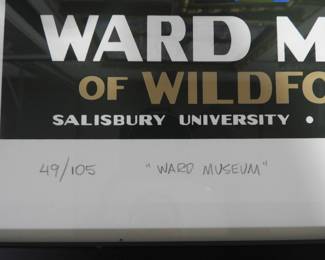 WARD M
OF WILDFO
SALISBURY UNIVERSITY •
49/105 "WARD MUSEUM"